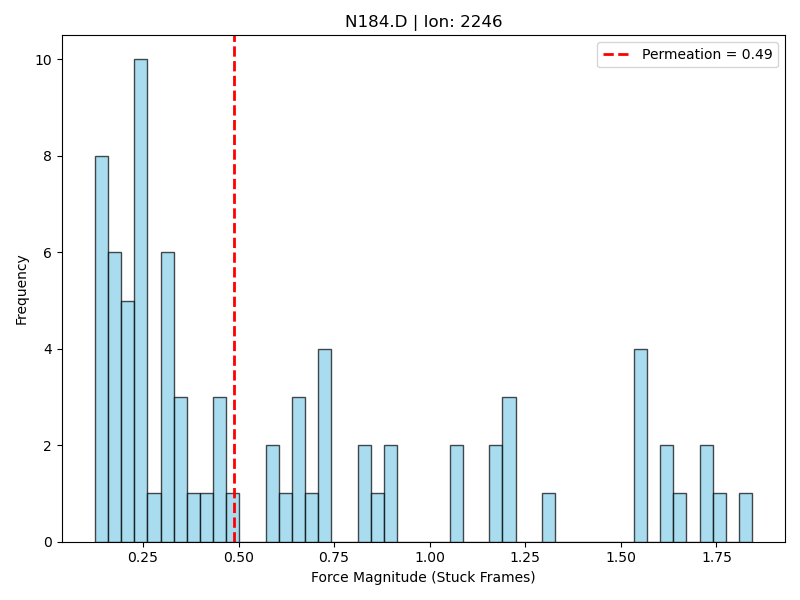 N184.D | Ion: 2246
Permeation = 0.49
10
8
6
4
2
0
Frequency
0.25 0.50 0.75 1.00 1.25 1.50 1.75
Force Magnitude (Stuck Frames)